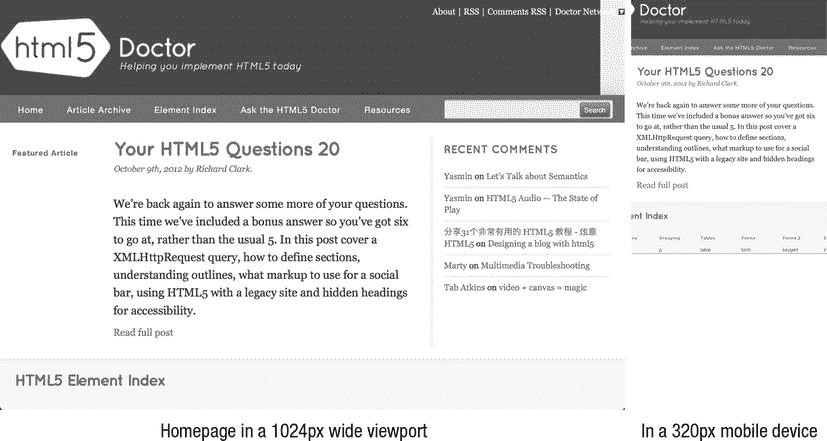 About | RSS | Comments RSS | Doctor Netw
html5 Doctor
Helping you implement HTML5 today
Home Article Archive Element Index Ask the HTML5 Doctor Resources Search
Featured Article
Your HTML5 Questions 20
October 9th, 2012 by Richard Clark.
We're back again to answer some more of your questions.
This time we've included a bonus answer so you've got six
to go at, rather than the usual 5. In this post cover a
XMLHttpRequest query, how to define sections,
understanding outlines, what markup to use for a social
bar, using HTML5 with a legacy site and hidden headings
for accessibility.
Read full post
RECENT COMMENTS
Yasmin on Let's Talk about Semantics
Yasmin on HTML5 Audio — The State of
Play
分享31个非常有用的 HTML5 教程 - 炫意
HTML5 on Designing a blog with html5
Marty on Multimedia Troubleshooting
Tab Atkins on video + canvas = magic
HTML5 Element Index
Homepage in a 1024px wide viewport
Doctor
Helping you implement HTML5 today
rchive Element Index Ask the HTML5 Doctor Resources
Your HTML5 Questions 20
October 9th, 2012 by Richard Clark.
We're back again to answer some more of your questions.
This time we've included a bonus answer so you've got six
to go at, rather than the usual 5. In this post cover a
XMLHttpRequest query, how to define sections,
understanding outlines, what markup to use for a social
bar, using HTML5 with a legacy site and hidden headings
for accessibility.
Read full post
ent Index
Grouping Tables Forms Forms 2
p table form keygen
In a 320px mobile device